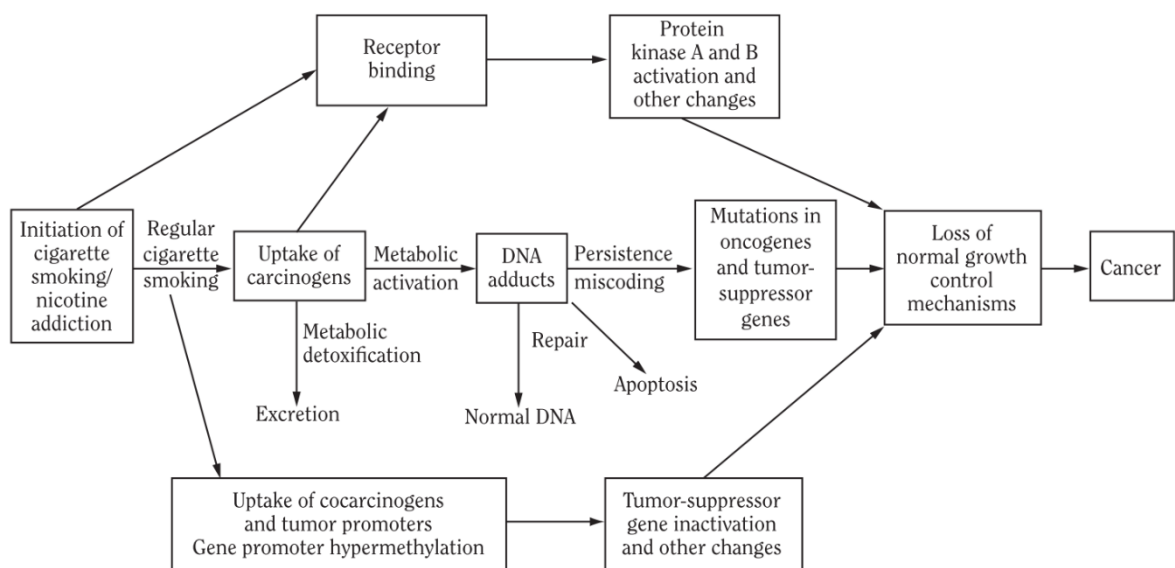 Receptor
binding
Protein
kinase A and B
activation and
other changes
Initiation of
cigarette
smoking/
nicotine
addiction
Regular
cigarette
smoking
Uptake of
carcinogens
Metabolic
activation
DNA
adducts
Persistence
miscoding
Mutations in
oncogenes
and tumor-
suppressor
genes
Loss of
normal growth
control
mechanisms
Cancer
Metabolic
detoxification
Excretion
Repair
Normal DNA
Apoptosis
Uptake of cocarcinogens
and tumor promoters
Gene promoter hypermethylation
Tumor-suppressor
gene inactivation
and other changes